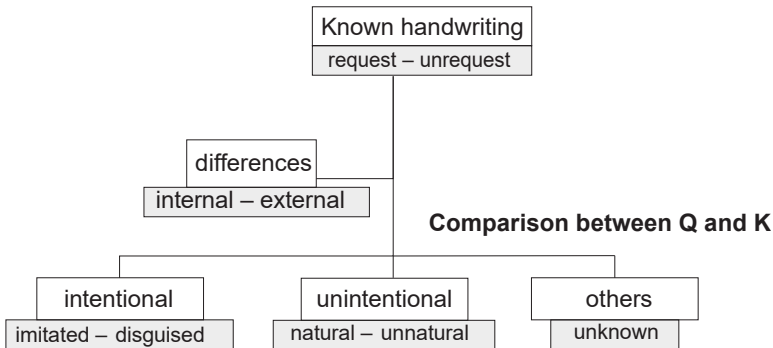 Known handwriting
request – unrequest
differences
internal – external
Comparison between Q and K
intentional
unintentional
others
imitated – disguised
natural – unnatural
unknown